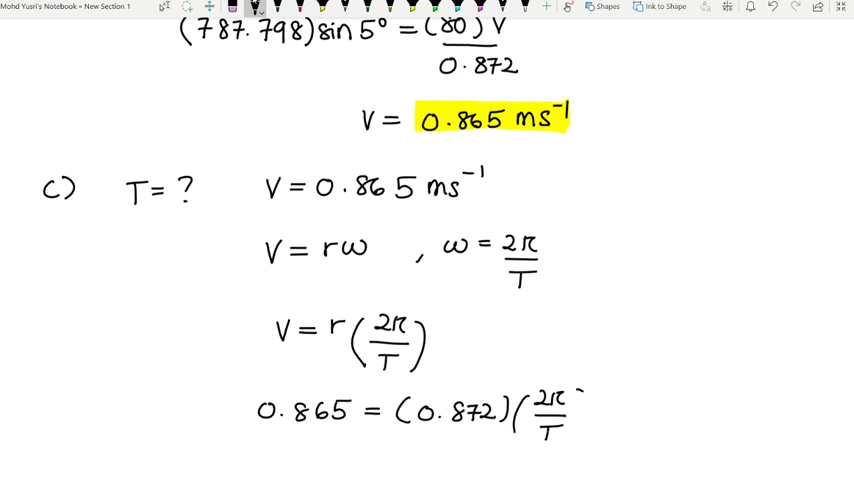 Mohd Yusri's Notebook » New Section 1
Shapes
Ink to Shape
(787.798) sin 5° = (80) V
0.872
V = 0.865 ms⁻¹
c) T = ? V = 0.865 ms⁻¹
V = rω , ω = 2π
T
V = r (2π
T)
0.865 = (0.872) (2π
T